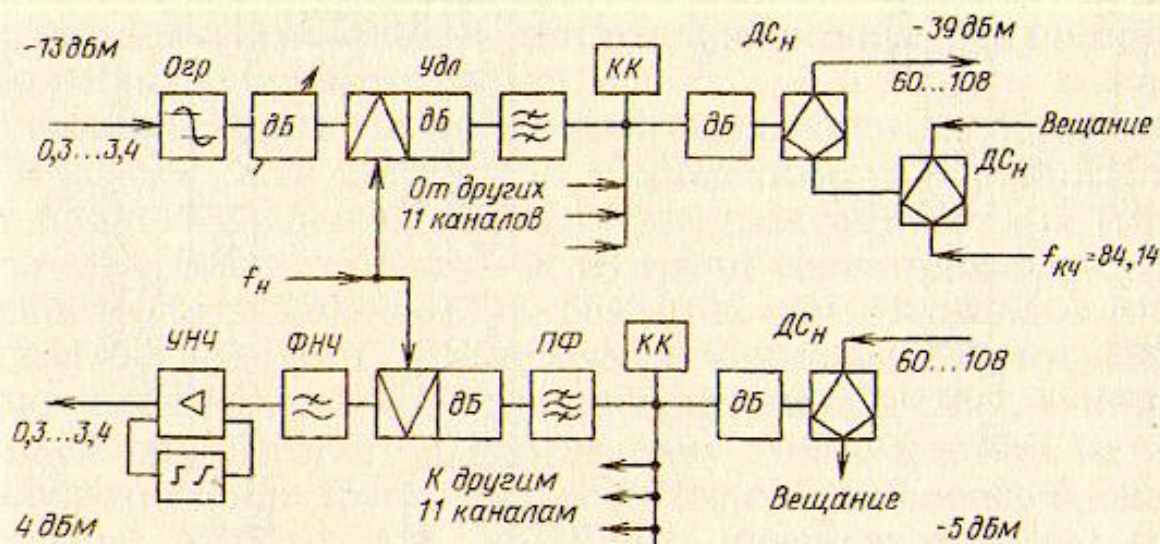 -13 дБм
Огр
Удл
КК
ДСн
-39 дБм
60...108
дБ
дБ
дБ
0,3...3,4
Вещание
ДСн
От других
11 каналов
fн
fкч=84,14
УНЧ
ФНЧ
ПФ
КК
ДСн
60...108
дБ
дБ
0,3...3,4
К другим
11 каналам
Вещание
4 дБм
-5 дБм